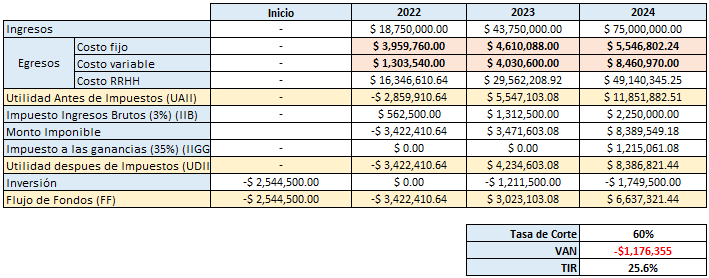 Inicio 2022 2023 2024
Ingresos - $ 18,750,000.00 $ 43,750,000.00 $ 75,000,000.00
Egresos Costo fijo - $ 3,959,760.00 $ 4,610,088.00 $ 5,546,802.24
Costo variable - $ 1,303,540.00 $ 4,030,600.00 $ 8,460,970.00
Costo RRHH - $ 16,346,610.64 $ 29,562,208.92 $ 49,140,345.25
Utilidad Antes de Impuestos (UAII) - -$ 2,859,910.64 $ 5,547,103.08 $ 11,851,882.51
Impuesto Ingresos Brutos (3%) (IIB) - $ 562,500.00 $ 1,312,500.00 $ 2,250,000.00
Monto Imponible - -$ 3,422,410.64 $ 3,471,603.08 $ 8,389,549.18
Impuesto a las ganancias (35%) (IIGG - $ 0.00 $ 0.00 $ 1,215,061.08
Utilidad despues de Impuestos (UDII - -$ 3,422,410.64 $ 4,234,603.08 $ 8,386,821.44
Inversión -$ 2,544,500.00 $ 0.00 -$ 1,211,500.00 -$ 1,749,500.00
Flujo de Fondos (FF) -$ 2,544,500.00 -$ 3,422,410.64 $ 3,023,103.08 $ 6,637,321.44
Tasa de Corte 60%
VAN -$1,176,355
TIR 25.6%